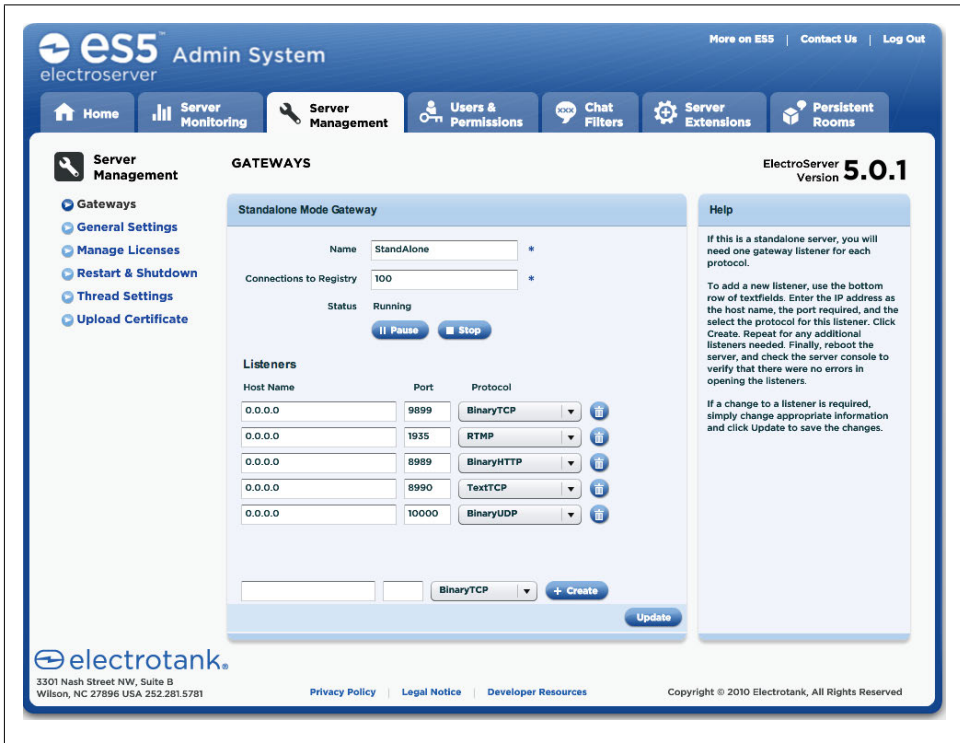 es5™ Admin System
electroserver
More on ES5 | Contact Us | Log Out
Home
Server Monitoring
Server Management
Users & Permissions
xxx
Chat Filters
Server Extensions
Persistent Rooms
Server Management
Gateways
General Settings
Manage Licenses
Restart & Shutdown
Thread Settings
Upload Certificate
GATEWAYS
ElectroServer Version 5.0.1
Standalone Mode Gateway
Name StandAlone *
Connections to Registry 100 *
Status Running
Pause Stop
Listeners
Host Name Port Protocol
0.0.0.0 9899 BinaryTCP
0.0.0.0 1935 RTMP
0.0.0.0 8989 BinaryHTTP
0.0.0.0 8990 TextTCP
0.0.0.0 10000 BinaryUDP
BinaryTCP + Create
Update
Help
If this is a standalone server, you will
need one gateway listener for each
protocol.
To add a new listener, use the bottom
row of textfields. Enter the IP address as
the host name, the port required, and the
select the protocol for this listener. Click
Create. Repeat for any additional
listeners needed. Finally, reboot the
server, and check the server console to
verify that there were no errors in
opening the listeners.
If a change to a listener is required,
simply change appropriate information
and click Update to save the changes.
electrotank®
3301 Nash Street NW, Suite B
Wilson, NC 27896 USA 252.281.5781
Privacy Policy | Legal Notice | Developer Resources
Copyright © 2010 Electrotank, All Rights Reserved